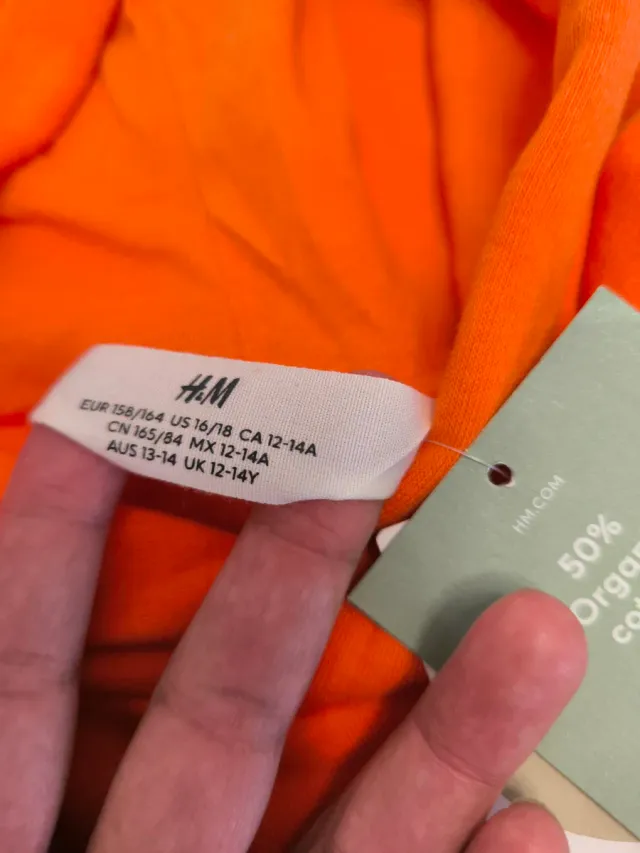 H&M
EUR 158/164 US 16/18 CA 12-14A
CN 165/84 MX 12-14A
AUS 13-14 UK 12-14Y
HM.COM
50%